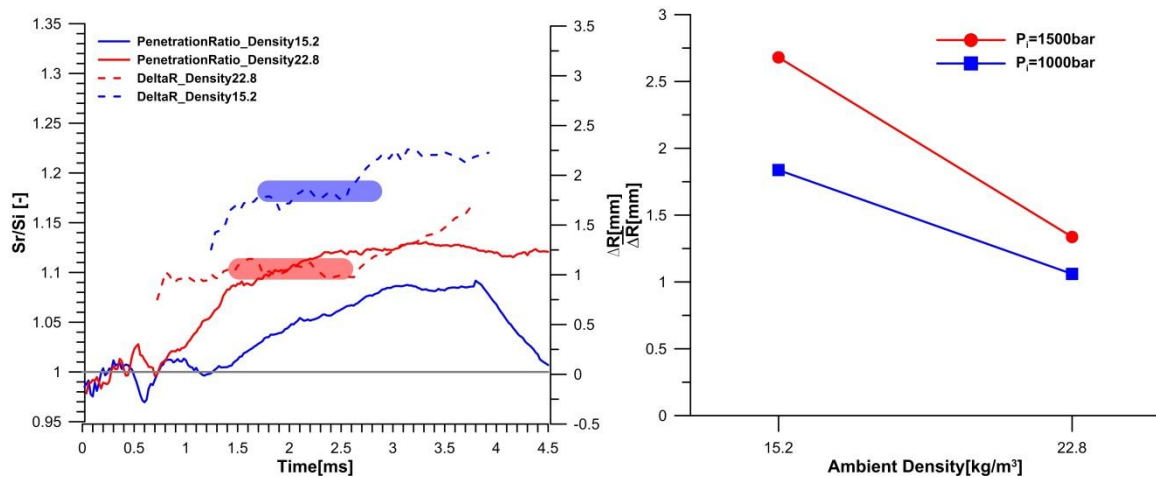 1.35
1.3
1.25
1.2
1.15
1.1
1.05
1
0.95
Sr/Si [-]
PenetrationRatio_Density15.2
PenetrationRatio_Density22.8
DeltaR_Density22.8
DeltaR_Density15.2
3.5
3
2.5
2
1.5
1
0.5
0
-0.5
ΔR[mm]
0 0.5 1 1.5 2 2.5 3 3.5 4 4.5
Time[ms]
3
2.5
2
1.5
1
0.5
0
ΔR[mm]
Pᵢ=1500bar
Pᵢ=1000bar
15.2 22.8
Ambient Density[kg/m³]